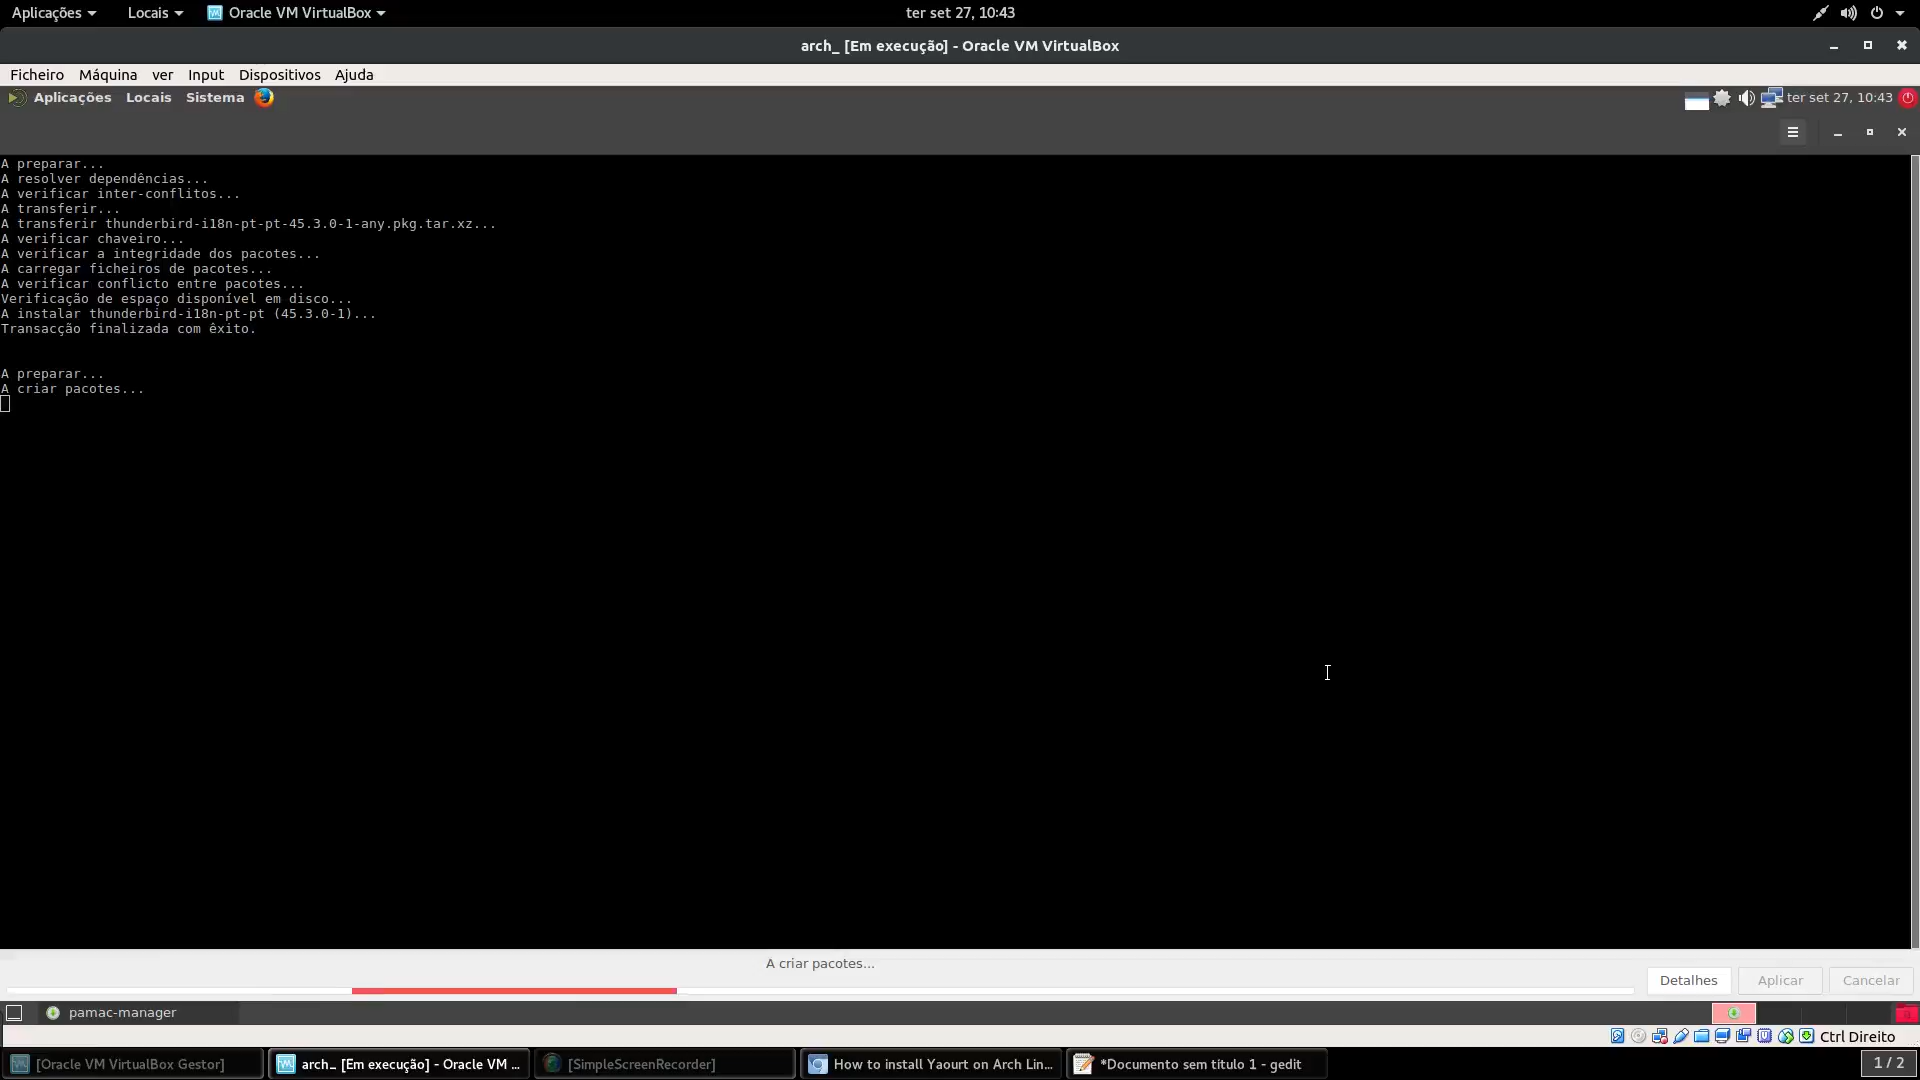 Aplicações Locais Oracle VM VirtualBox ter set 27, 10:43
arch_ [Em execução] - Oracle VM VirtualBox
Ficheiro Máquina ver Input Dispositivos Ajuda
Aplicações Locais Sistema ter set 27, 10:43
A preparar...
A resolver dependências...
A verificar inter-conflitos...
A transferir...
A transferir thunderbird-i18n-pt-pt-45.3.0-1-any.pkg.tar.xz...
A verificar chaveiro...
A verificar a integridade dos pacotes...
A carregar ficheiros de pacotes...
A verificar conflicto entre pacotes...
Verificação de espaço disponível em disco...
A instalar thunderbird-i18n-pt-pt (45.3.0-1)...
Transacção finalizada com êxito.
A preparar...
A criar pacotes...
A criar pacotes...
Detalhes Aplicar Cancelar
pamac-manager
Ctrl Direito
[Oracle VM VirtualBox Gestor] arch_ [Em execução] - Oracle VM ... [SimpleScreenRecorder] How to install Yaourt on Arch Lin... *Documento sem titulo 1 - gedit 1 / 2